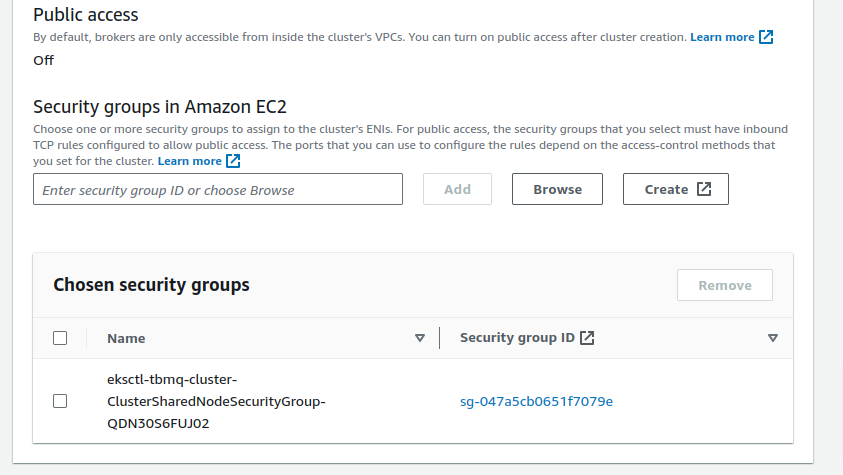 Public access
By default, brokers are only accessible from inside the cluster's VPCs. You can turn on public access after cluster creation. Learn more
Off
Security groups in Amazon EC2
Choose one or more security groups to assign to the cluster's ENIs. For public access, the security groups that you select must have inbound
TCP rules configured to allow public access. The ports that you can use to configure the rules depend on the access-control methods that
you set for the cluster. Learn more
Enter security group ID or choose Browse Add Browse Create
Chosen security groups Remove
Name Security group ID
eksctl-tbmq-cluster-
ClusterSharedNodeSecurityGroup- sg-047a5cb0651f7079e
QDN30S6FUJ02